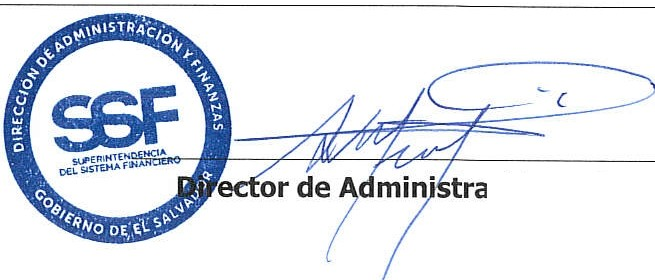 DIRECCIÓN DE ADMINISTRACIÓN Y FINANZAS
SSF
SUPERINTENDENCIA
DEL SISTEMA FINANCIERO
GOBIERNO DE EL SALVADOR
Director de Administra